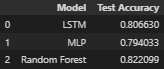 Model Test Accuracy
0 LSTM 0.806630
1 MLP 0.794033
2 Random Forest 0.822099